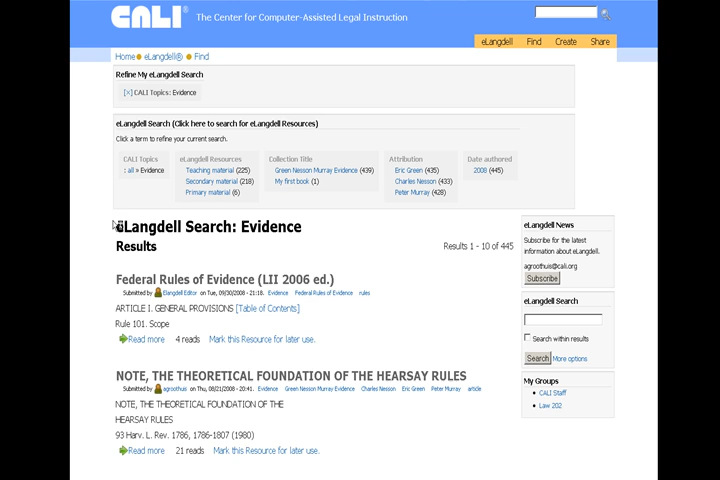 CALI® The Center for Computer-Assisted Legal Instruction
eLangdell Find Create Share
Home eLangdell® Find
Refine My eLangdell Search
[×] CALI Topics: Evidence
eLangdell Search (Click here to search for eLangdell Resources)
Click a term to refine your current search.
CALI Topics
: all » Evidence
eLangdell Resources
Teaching material (225)
Secondary material (218)
Primary material (6)
Collection Title
Green Nesson Murray Evidence (439)
My first book (1)
Attribution
Eric Green (435)
Charles Nesson (433)
Peter Murray (428)
Date authored
2008 (445)
eLangdell Search: Evidence
Results
Results 1 - 10 of 445
Federal Rules of Evidence (LII 2006 ed.)
Submitted by Elangdell Editor on Tue, 09/30/2008 - 21:18. Evidence Federal Rules of Evidence rules
ARTICLE I. GENERAL PROVISIONS [Table of Contents]
Rule 101. Scope
Read more 4 reads Mark this Resource for later use.
NOTE, THE THEORETICAL FOUNDATION OF THE HEARSAY RULES
Submitted by agroothuis on Thu, 08/21/2008 - 20:41. Evidence Green Nesson Murray Evidence Charles Nesson Eric Green Peter Murray article
NOTE, THE THEORETICAL FOUNDATION OF THE
HEARSAY RULES
93 Harv. L. Rev. 1786, 1786-1807 (1980)
Read more 21 reads Mark this Resource for later use.
eLangdell News
Subscribe for the latest
information about eLangdell.
agroothuis@cali.org
Subscribe
eLangdell Search
Search within results
Search More options
My Groups
CALI Staff
Law 202